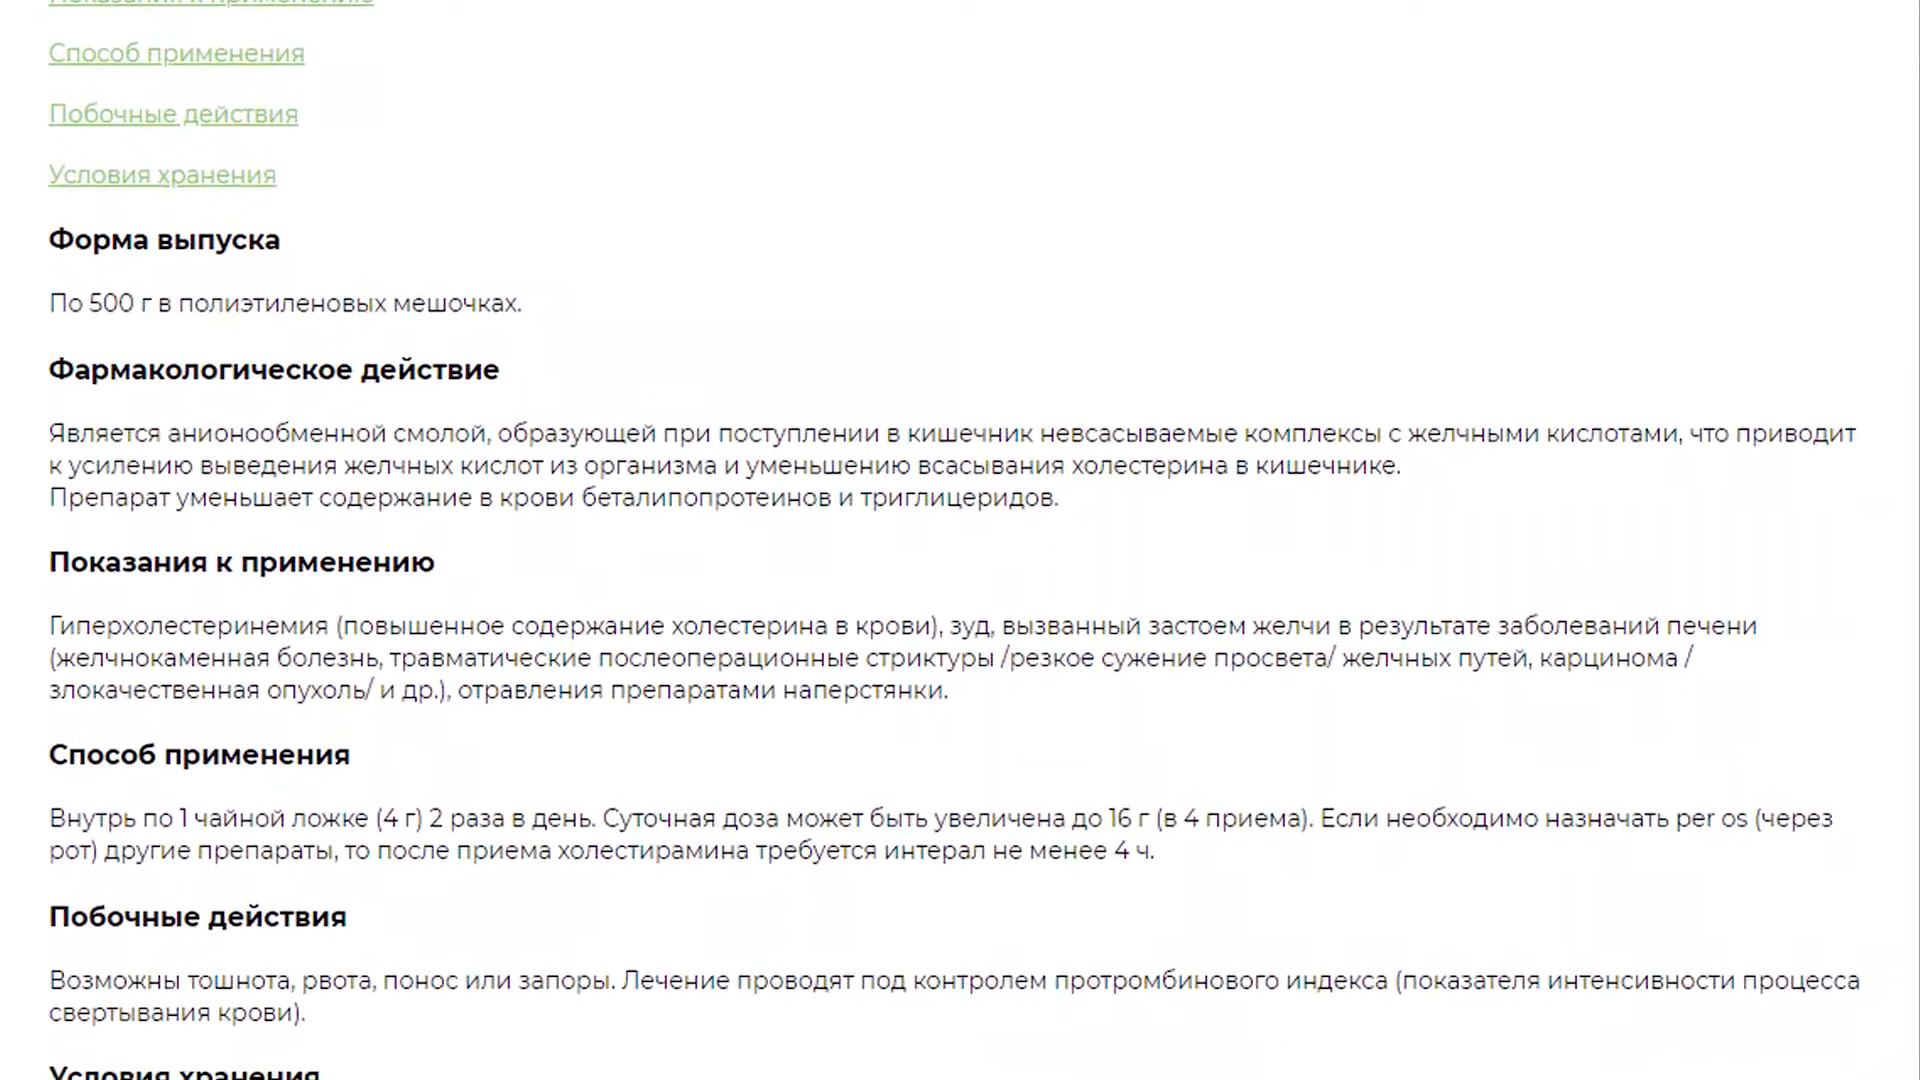 Показания к применению
Способ применения
Побочные действия
Условия хранения
Форма выпуска
По 500 г в полиэтиленовых мешочках.
Фармакологическое действие
Является анионообменной смолой, образующей при поступлении в кишечник невсасываемые комплексы с желчными кислотами, что приводит
к усилению выведения желчных кислот из организма и уменьшению всасывания холестерина в кишечнике.
Препарат уменьшает содержание в крови беталипопротеинов и триглицеридов.
Показания к применению
Гиперхолестеринемия (повышенное содержание холестерина в крови), зуд, вызванный застоем желчи в результате заболеваний печени
(желчнокаменная болезнь, травматические послеоперационные стриктуры /резкое сужение просвета/ желчных путей, карцинома /
злокачественная опухоль/ и др.), отравления препаратами наперстянки.
Способ применения
Внутрь по 1 чайной ложке (4 г) 2 раза в день. Суточная доза может быть увеличена до 16 г (в 4 приема). Если необходимо назначать per os (через
рот) другие препараты, то после приема холестирамина требуется интерал не менее 4 ч.
Побочные действия
Возможны тошнота, рвота, понос или запоры. Лечение проводят под контролем протромбинового индекса (показателя интенсивности процесса
свертывания крови).
Условия хранения